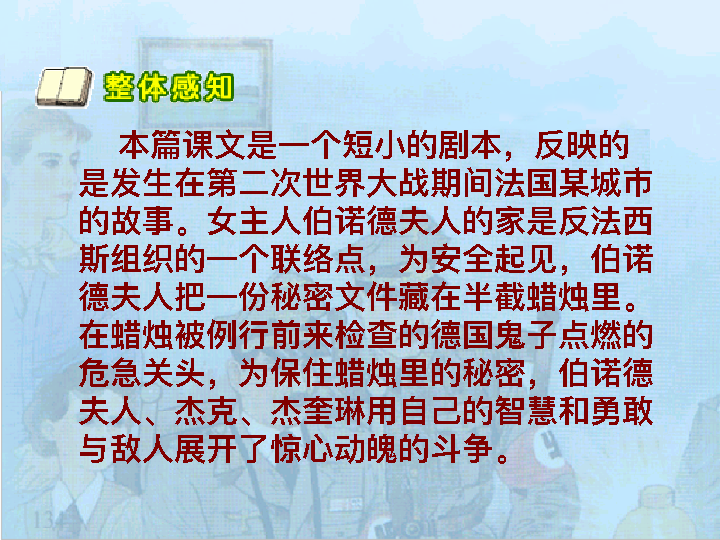 整体感知
本篇课文是一个短小的剧本，反映的
是发生在第二次世界大战期间法国某城市
的故事。女主人伯诺德夫人的家是反法西
斯组织的一个联络点，为安全起见，伯诺
德夫人把一份秘密文件藏在半截蜡烛里。
在蜡烛被例行前来检查的德国鬼子点燃的
危急关头，为保住蜡烛里的秘密，伯诺德
夫人、杰克、杰奎琳用自己的智慧和勇敢
与敌人展开了惊心动魄的斗争。